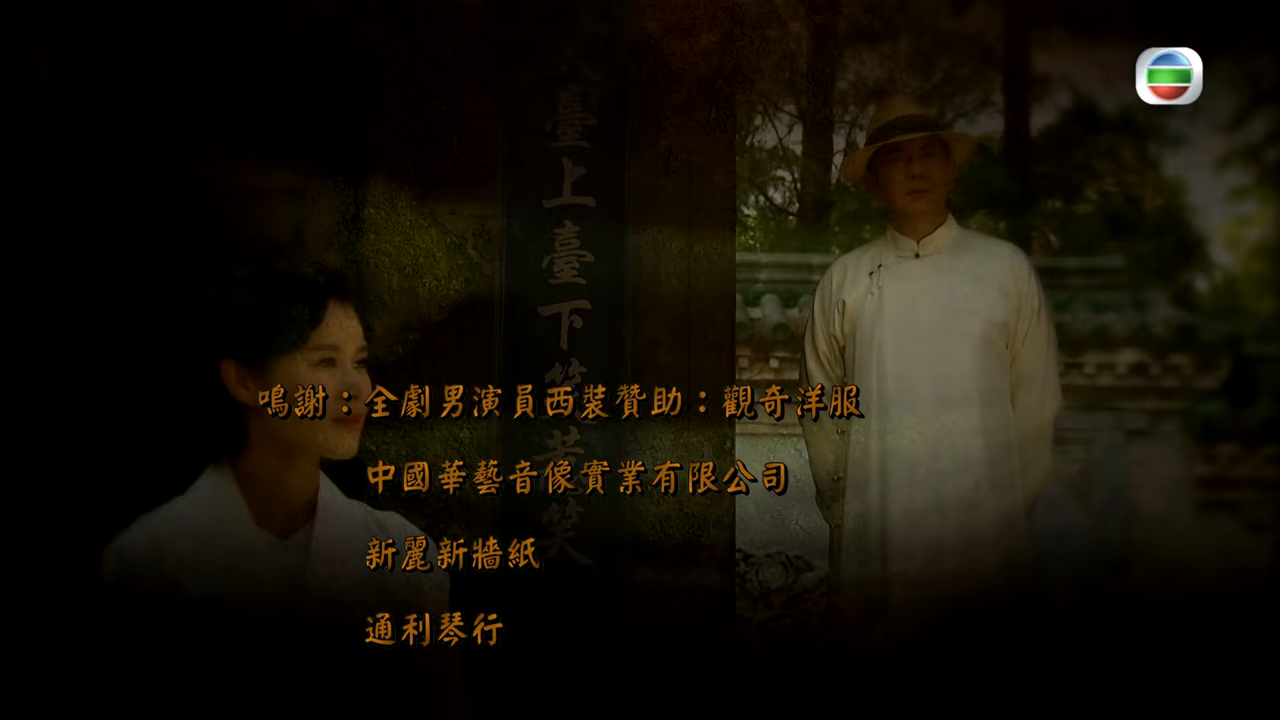 臺上臺下笑
鳴謝：全劇男演員西裝贊助：觀奇洋服
中國華藝音像實業有限公司
新麗新牆紙
通利琴行